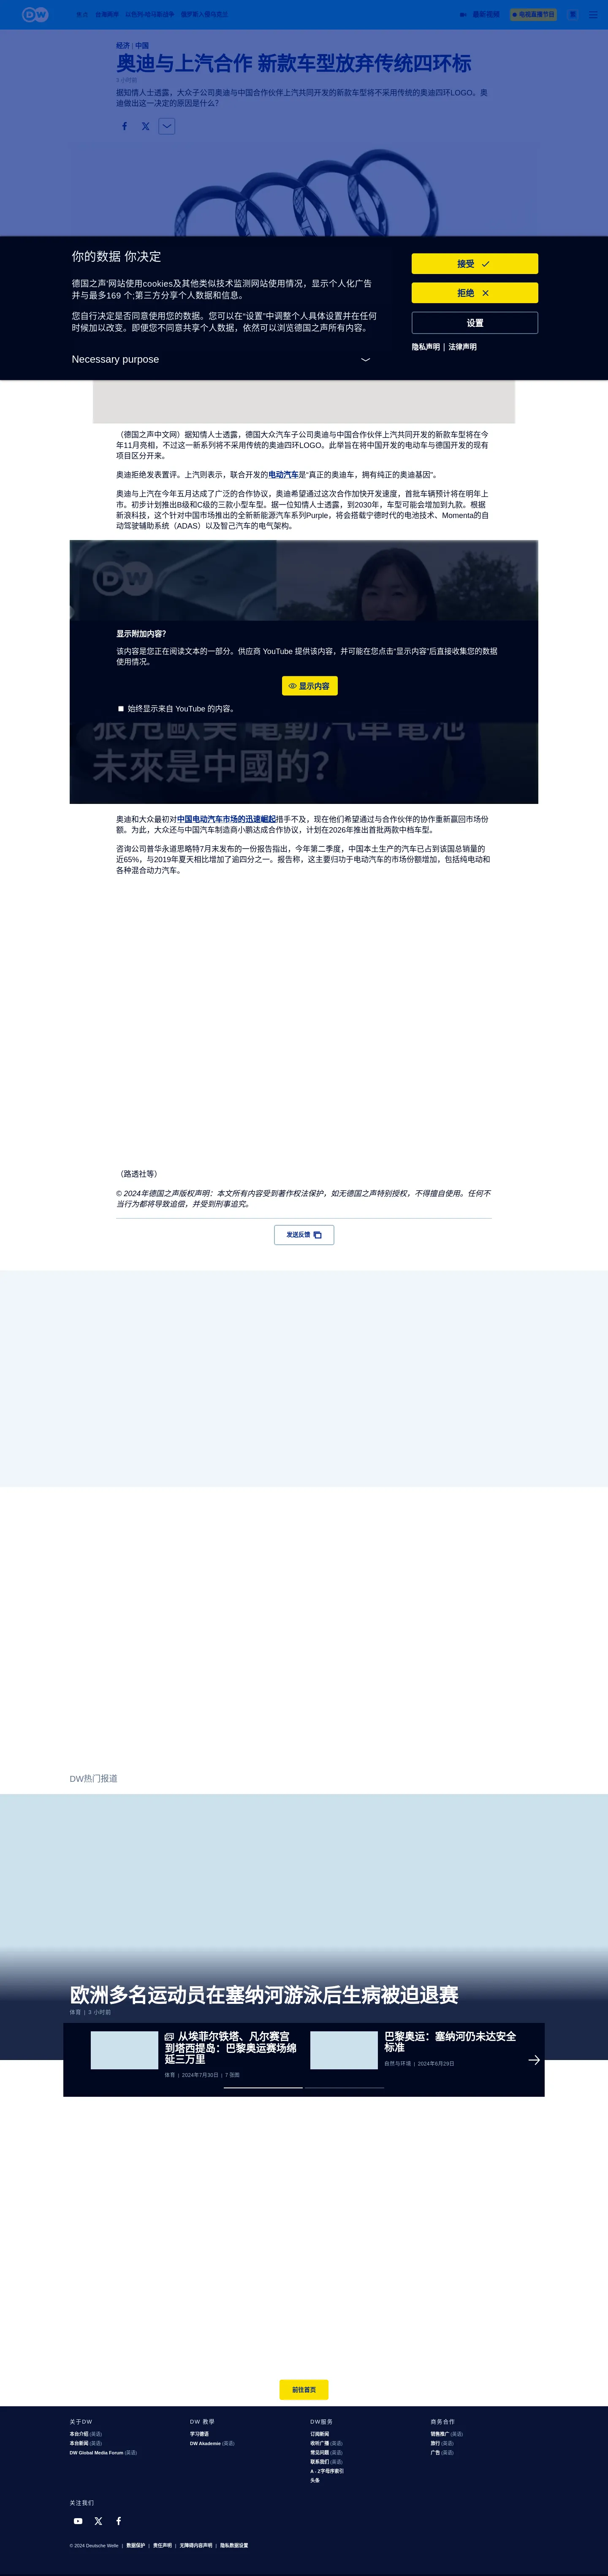 DW
最新视频
电视直播节目
经济 | 中国
奥迪与上汽合作 新款车型放弃传统四环标
据知情人士透露，大众子公司奥迪与中国合作伙伴上汽共同开发的新款车型将不采用传统的奥迪四环LOGO。奥
迪做出这一决定的原因是什么？
你的数据 你决定
德国之声'网站使用cookies及其他类似技术监测网站使用情况，显示个人化广告
并与最多169 个;第三方分享个人数据和信息。
您自行决定是否同意使用您的数据。您可以在“设置”中调整个人具体设置并在任何
时候加以改变。即便您不同意共享个人数据，依然可以浏览德国之声所有内容。
Necessary purpose
接受
拒绝
设置
隐私声明 | 法律声明
（德国之声中文网）据知情人士透露，德国大众汽车子公司奥迪与中国合作伙伴上汽共同开发的新款车型将在今
年11月亮相，不过这一新系列将不采用传统的奥迪四环LOGO。此举旨在将中国开发的电动车与德国开发的现有
项目区分开来。
奥迪拒绝发表置评。上汽则表示，联合开发的电动汽车是“真正的奥迪车，拥有纯正的奥迪基因”。
奥迪与上汽在今年五月达成了广泛的合作协议，奥迪希望通过这次合作加快开发速度，首批车辆预计将在明年上
市。初步计划推出B级和C级的三款小型车型。据一位知情人士透露，到2030年，车型可能会增加到九款。根据
新浪科技，这个针对中国市场推出的全新新能源汽车系列Purple，将会搭载宁德时代的电池技术、Momenta的自
动驾驶辅助系统（ADAS）以及智己汽车的电气架构。
DW
显示附加内容？
该内容是您正在阅读文本的一部分。供应商 YouTube 提供该内容，并可能在您点击“显示内容”后直接收集您的数据
使用情况。
显示内容
始终显示来自 YouTube 的内容。
狠甩歐美 電動汽車電池
未來是中國的？
奥迪和大众最初对中国电动汽车市场的迅速崛起措手不及，现在他们希望通过与合作伙伴的协作重新赢回市场份
额。为此，大众还与中国汽车制造商小鹏达成合作协议，计划在2026年推出首批两款中档车型。
咨询公司普华永道思略特7月末发布的一份报告指出，今年第二季度，中国本土生产的汽车已占到该国总销量的
近65%，与2019年夏天相比增加了逾四分之一。报告称，这主要归功于电动汽车的市场份额增加，包括纯电动和
各种混合动力汽车。
（路透社等）
© 2024年德国之声版权声明：本文所有内容受到著作权法保护，如无德国之声特别授权，不得擅自使用。任何不
当行为都将导致追偿，并受到刑事追究。
发送反馈
DW热门报道
欧洲多名运动员在塞纳河游泳后生病被迫退赛
体育 | 3 小时前
从埃菲尔铁塔、凡尔赛宫
到塔西提岛：巴黎奥运赛场绵
延三万里
体育 | 2024年7月30日 | 7 张图
巴黎奥运：塞纳河仍未达安全
标准
自然与环境 | 2024年6月29日
前往首页
关于DW
本台介绍 (英语)
本台新闻 (英语)
DW Global Media Forum (英语)
DW 教學
学习德语
DW Akademie (英语)
DW服务
订阅新闻
收听广播 (英语)
常见问题 (英语)
联系我们 (英语)
A - Z字母序索引
头条
商务合作
销售推广 (英语)
旅行 (英语)
广告 (英语)
关注我们
© 2024 Deutsche Welle | 数据保护 | 责任声明 | 无障碍内容声明 | 隐私数据设置